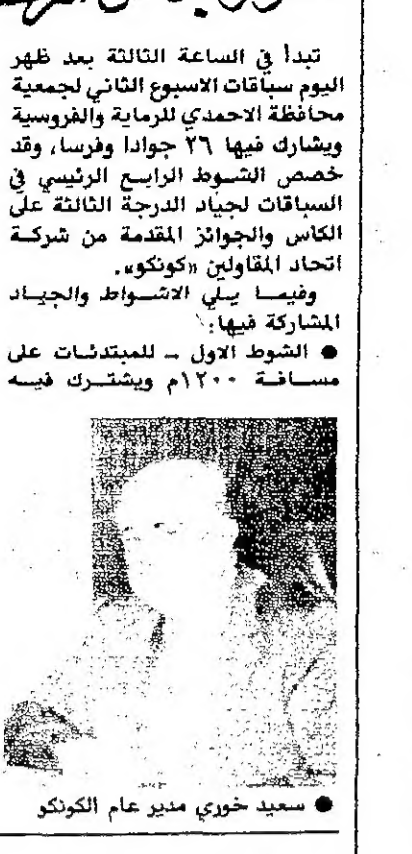 تبدأ في الساعة الثالثة بعد ظهر
اليوم سباقات الاسبوع الثاني لجمعية
محافظة الاحمدي للرماية والفروسية
ويشارك فيها ٢٦ جوادا وفرسا، وقد
خصص الشوط الرابع الرئيسي في
السباقات لجياد الدرجة الثالثة على
الكاس والجوائز المقدمة من شركة
اتحاد المقاولين «كونكو».
وفيما يلي الاشواط والجياد
المشاركة فيها:
● الشوط الاول ـ للمبتدئات على
مسافة ١٢٠٠م ويشترك فيه
● سعيد خوري مدير عام الكونكو